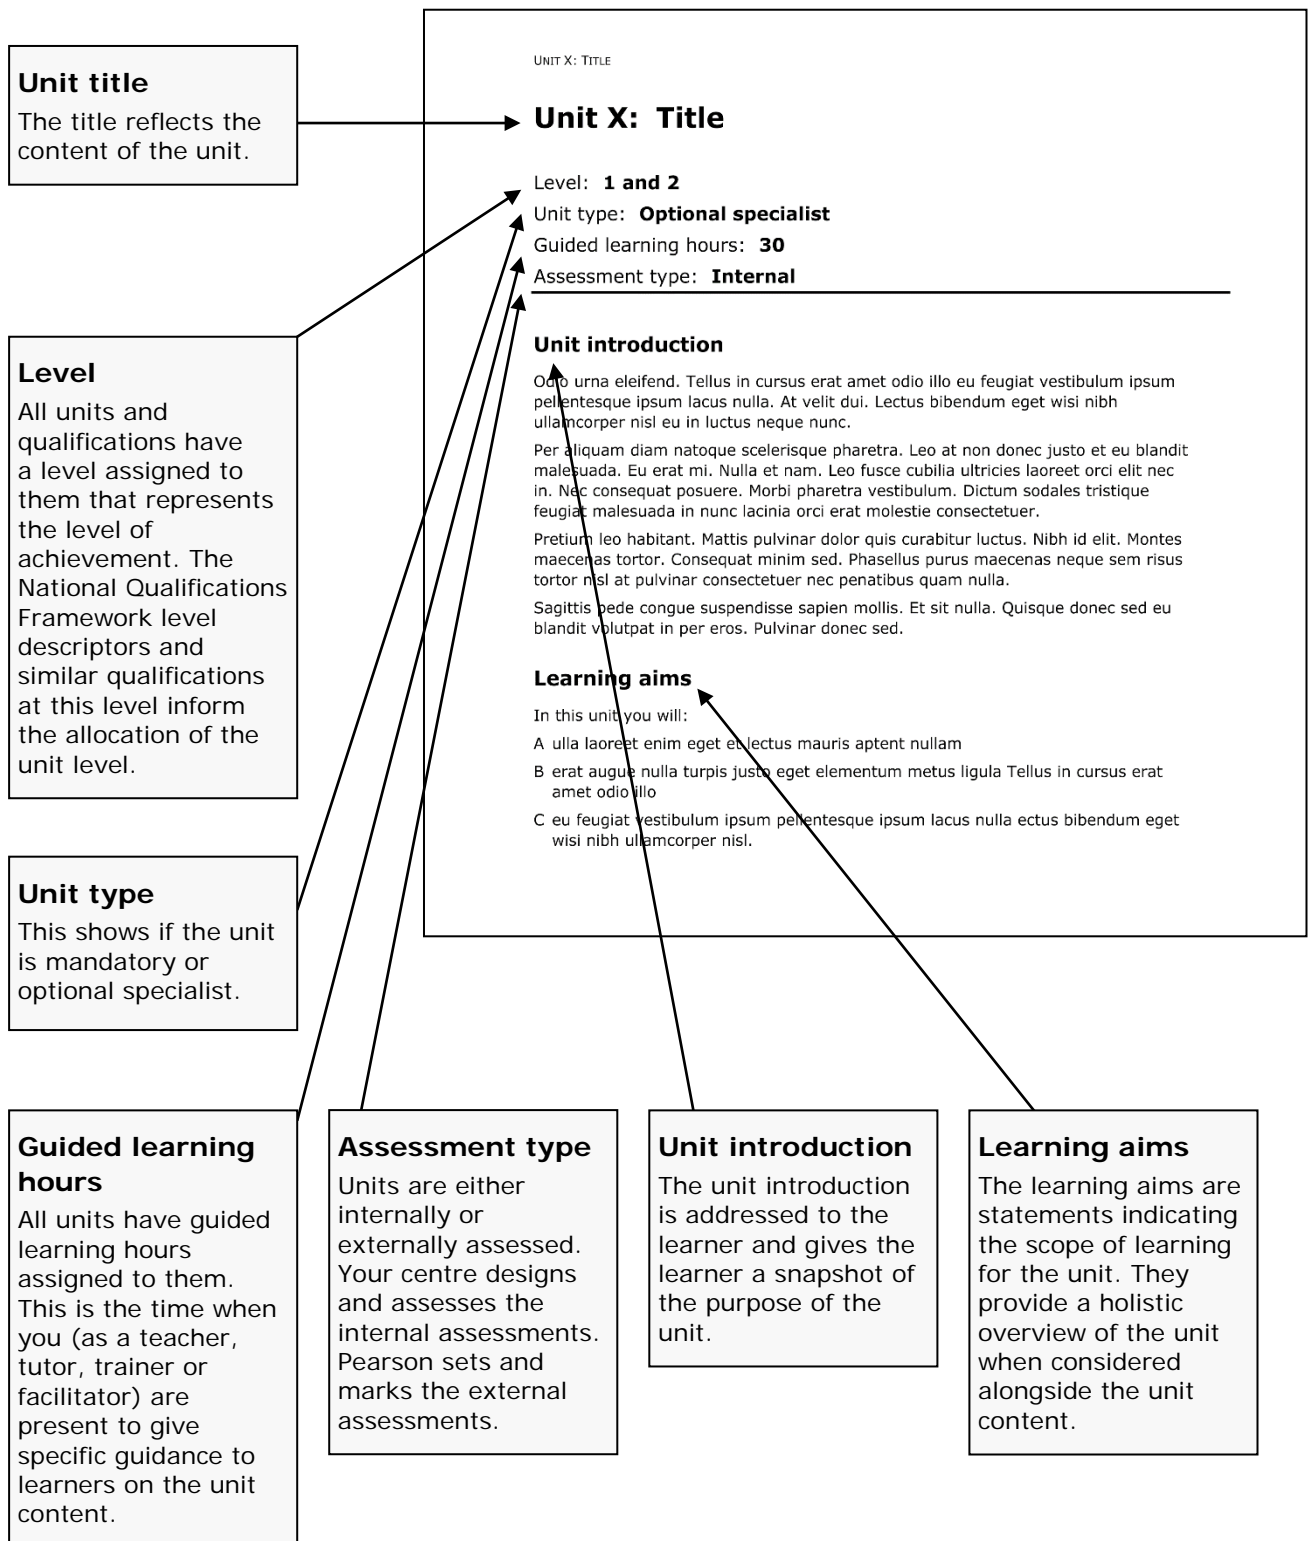 Unit title
The title reflects the
content of the unit.
Level
All units and
qualifications have
a level assigned to
them that represents
the level of
achievement. The
National Qualifications
Framework level
descriptors and
similar qualifications
at this level inform
the allocation of the
unit level.
Unit type
This shows if the unit
is mandatory or
optional specialist.
Guided learning
hours
All units have guided
learning hours
assigned to them.
This is the time when
you (as a teacher,
tutor, trainer or
facilitator) are
present to give
specific guidance to
learners on the unit
content.
UNIT X: TITLE
Unit X: Title
Level: 1 and 2
Unit type: Optional specialist
Guided learning hours: 30
Assessment type: Internal
Unit introduction
Odio urna eleifend. Tellus in cursus erat amet odio illo eu feugiat vestibulum ipsum
pellentesque ipsum lacus nulla. At velit dui. Lectus bibendum eget wisi nibh
ullamcorper nisl eu in luctus neque nunc.
Per aliquam diam natoque scelerisque pharetra. Leo at non donec justo et eu blandit
malesuada. Eu erat mi. Nulla et nam. Leo fusce cubilia ultricies laoreet orci elit nec
in. Nec consequat posuere. Morbi pharetra vestibulum. Dictum sodales tristique
feugiat malesuada in nunc lacinia orci erat molestie consectetuer.
Pretium leo habitant. Mattis pulvinar dolor quis curabitur luctus. Nibh id elit. Montes
maecenas tortor. Consequat minim sed. Phasellus purus maecenas neque sem risus
tortor nisl at pulvinar consectetuer nec penatibus quam nulla.
Sagittis pede congue suspendisse sapien mollis. Et sit nulla. Quisque donec sed eu
blandit volutpat in per eros. Pulvinar donec sed.
Learning aims
In this unit you will:
A ulla laoreet enim eget et lectus mauris aptent nullam
B erat augue nulla turpis justo eget elementum metus ligula Tellus in cursus erat
amet odio illo
C eu feugiat vestibulum ipsum pellentesque ipsum lacus nulla ectus bibendum eget
wisi nibh ullamcorper nisl.
Assessment type
Units are either
internally or
externally assessed.
Your centre designs
and assesses the
internal assessments.
Pearson sets and
marks the external
assessments.
Unit introduction
The unit introduction
is addressed to the
learner and gives the
learner a snapshot of
the purpose of the
unit.
Learning aims
The learning aims are
statements indicating
the scope of learning
for the unit. They
provide a holistic
overview of the unit
when considered
alongside the unit
content.